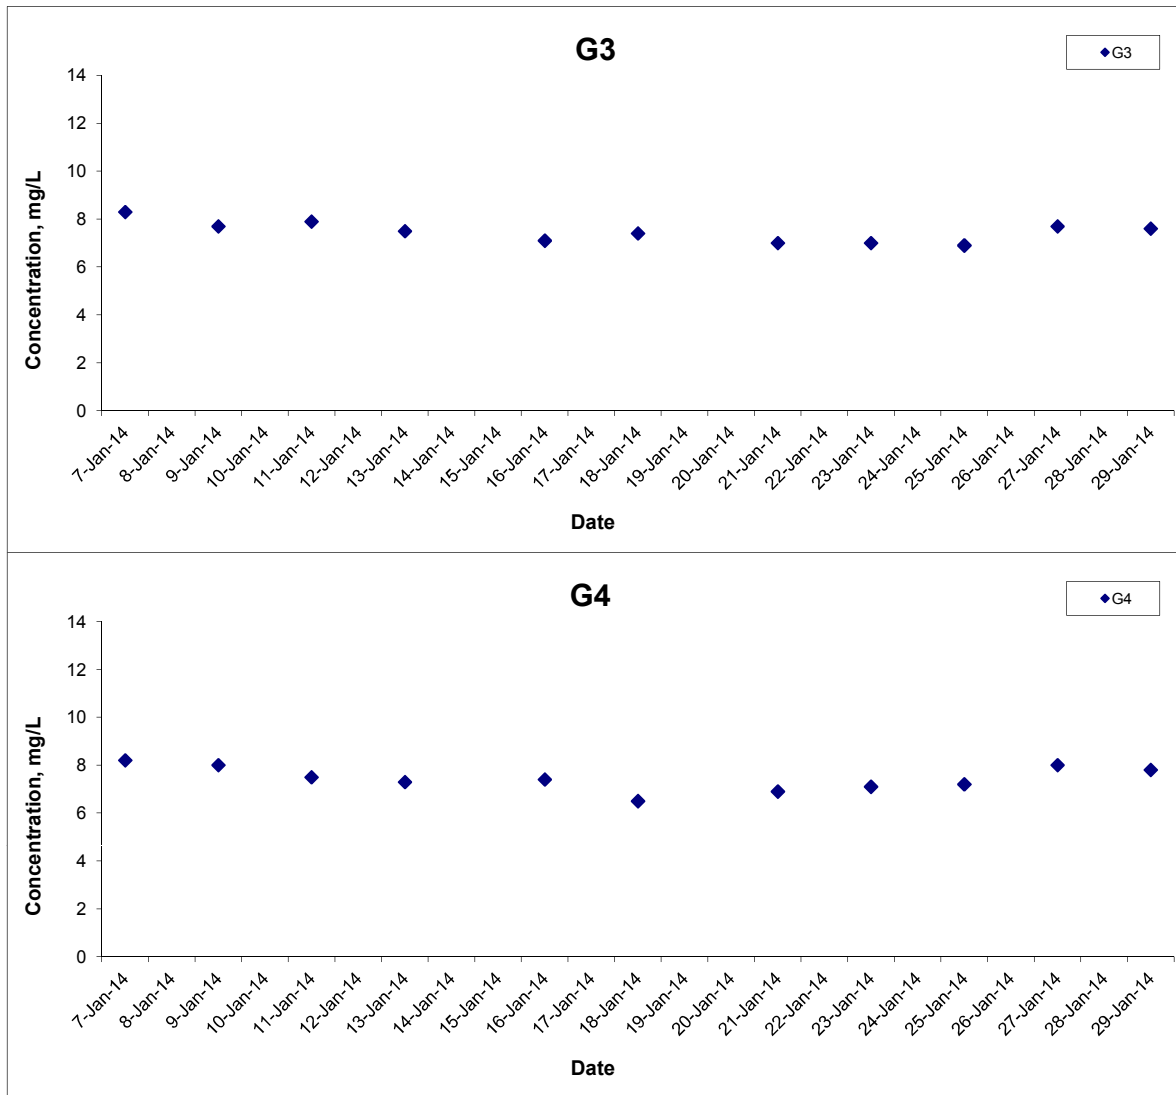 G3
G3
14
12
10
8
6
4
2
0
Concentration, mg/L
7-Jan-14
8-Jan-14
9-Jan-14
10-Jan-14
11-Jan-14
12-Jan-14
13-Jan-14
14-Jan-14
15-Jan-14
16-Jan-14
17-Jan-14
18-Jan-14
19-Jan-14
20-Jan-14
21-Jan-14
22-Jan-14
23-Jan-14
24-Jan-14
25-Jan-14
26-Jan-14
27-Jan-14
28-Jan-14
29-Jan-14
Date
G4
G4
14
12
10
8
6
4
2
0
Concentration, mg/L
7-Jan-14
8-Jan-14
9-Jan-14
10-Jan-14
11-Jan-14
12-Jan-14
13-Jan-14
14-Jan-14
15-Jan-14
16-Jan-14
17-Jan-14
18-Jan-14
19-Jan-14
20-Jan-14
21-Jan-14
22-Jan-14
23-Jan-14
24-Jan-14
25-Jan-14
26-Jan-14
27-Jan-14
28-Jan-14
29-Jan-14
Date